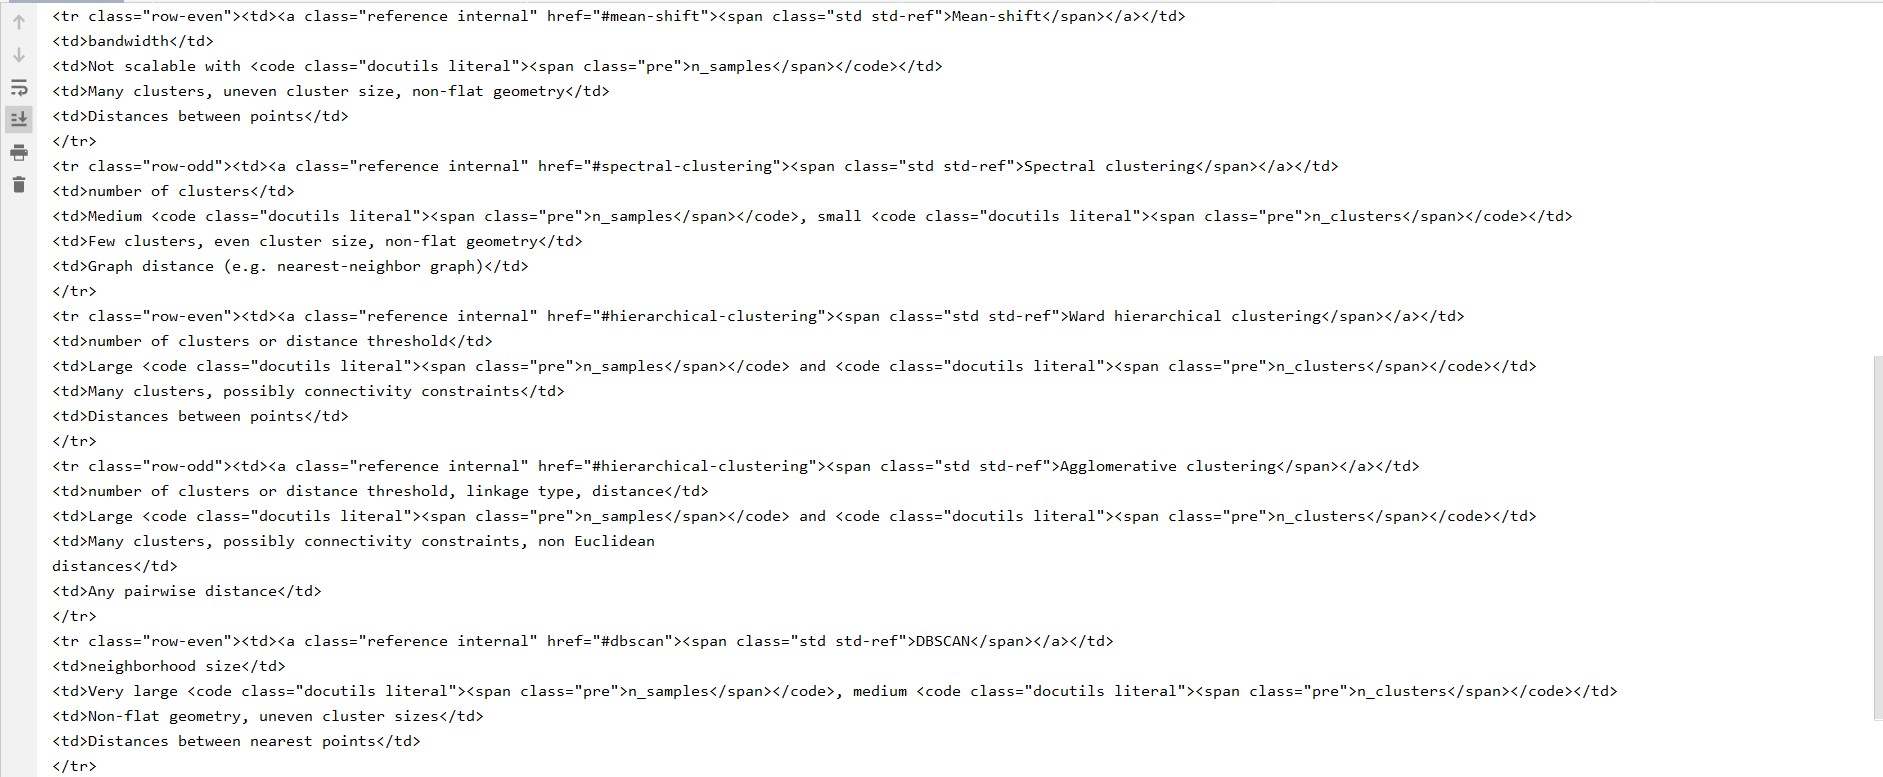 <tr class="row-even"><td><a class="reference internal" href="#mean-shift"><span class="std std-ref">Mean-shift</span></a></td>
<td>bandwidth</td>
<td>Not scalable with <code class="docutils literal"><span class="pre">n_samples</span></code></td>
<td>Many clusters, uneven cluster size, non-flat geometry</td>
<td>Distances between points</td>
</tr>
<tr class="row-odd"><td><a class="reference internal" href="#spectral-clustering"><span class="std std-ref">Spectral clustering</span></a></td>
<td>number of clusters</td>
<td>Medium <code class="docutils literal"><span class="pre">n_samples</span></code>, small <code class="docutils literal"><span class="pre">n_clusters</span></code></td>
<td>Few clusters, even cluster size, non-flat geometry</td>
<td>Graph distance (e.g. nearest-neighbor graph)</td>
</tr>
<tr class="row-even"><td><a class="reference internal" href="#hierarchical-clustering"><span class="std std-ref">Ward hierarchical clustering</span></a></td>
<td>number of clusters or distance threshold</td>
<td>Large <code class="docutils literal"><span class="pre">n_samples</span></code> and <code class="docutils literal"><span class="pre">n_clusters</span></code></td>
<td>Many clusters, possibly connectivity constraints</td>
<td>Distances between points</td>
</tr>
<tr class="row-odd"><td><a class="reference internal" href="#hierarchical-clustering"><span class="std std-ref">Agglomerative clustering</span></a></td>
<td>number of clusters or distance threshold, linkage type, distance</td>
<td>Large <code class="docutils literal"><span class="pre">n_samples</span></code> and <code class="docutils literal"><span class="pre">n_clusters</span></code></td>
<td>Many clusters, possibly connectivity constraints, non Euclidean
distances</td>
<td>Any pairwise distance</td>
</tr>
<tr class="row-even"><td><a class="reference internal" href="#dbscan"><span class="std std-ref">DBSCAN</span></a></td>
<td>neighborhood size</td>
<td>Very large <code class="docutils literal"><span class="pre">n_samples</span></code>, medium <code class="docutils literal"><span class="pre">n_clusters</span></code></td>
<td>Non-flat geometry, uneven cluster sizes</td>
<td>Distances between nearest points</td>
</tr>